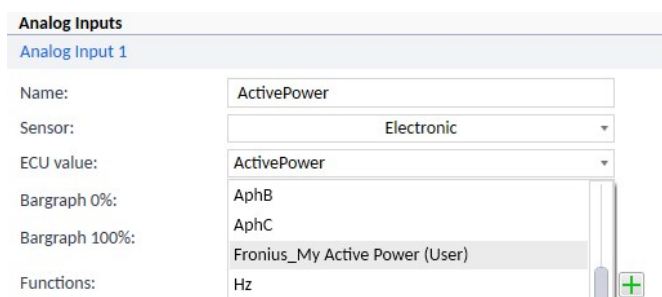 Analog Inputs
Analog Input 1
Name: ActivePower
Sensor: Electronic
ECU value: ActivePower
Bargraph 0%: AphB
AphC
Bargraph 100%:
Fronius_My Active Power (User)
Functions: Hz